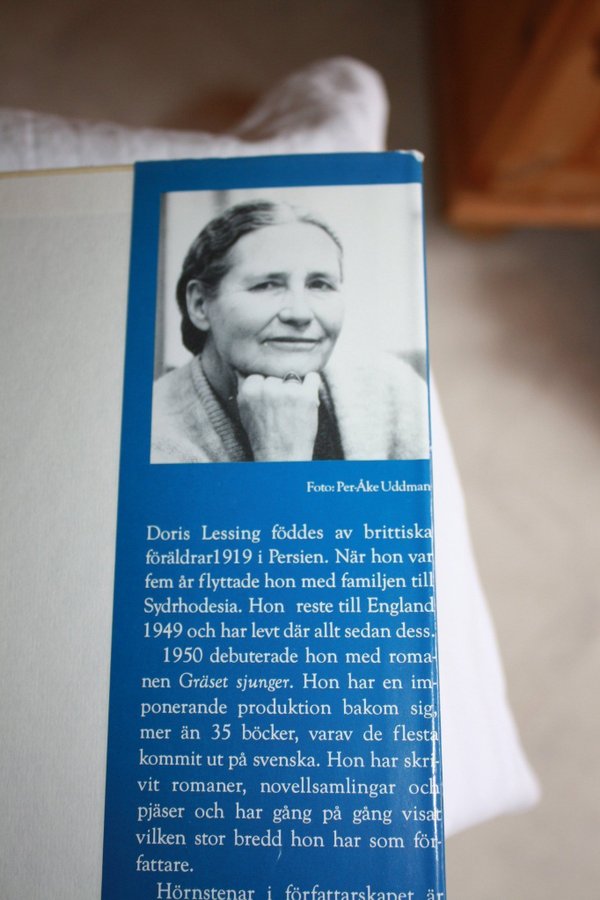 Foto: Per-Åke Uddman
Doris Lessing föddes av brittiska
föräldrar1919 i Persien. När hon var
fem år flyttade hon med familjen till
Sydrhodesia. Hon reste till England
1949 och har levt där allt sedan dess.
1950 debuterade hon med roma-
nen Gräset sjunger. Hon har en im-
ponerande produktion bakom sig,
mer än 35 böcker, varav de flesta
kommit ut på svenska. Hon har skri-
vit romaner, novellsamlingar och
pjäser och har gång på gång visat
vilken stor bredd hon har som för-
fattare.
Hörnstenar i författarskapet är